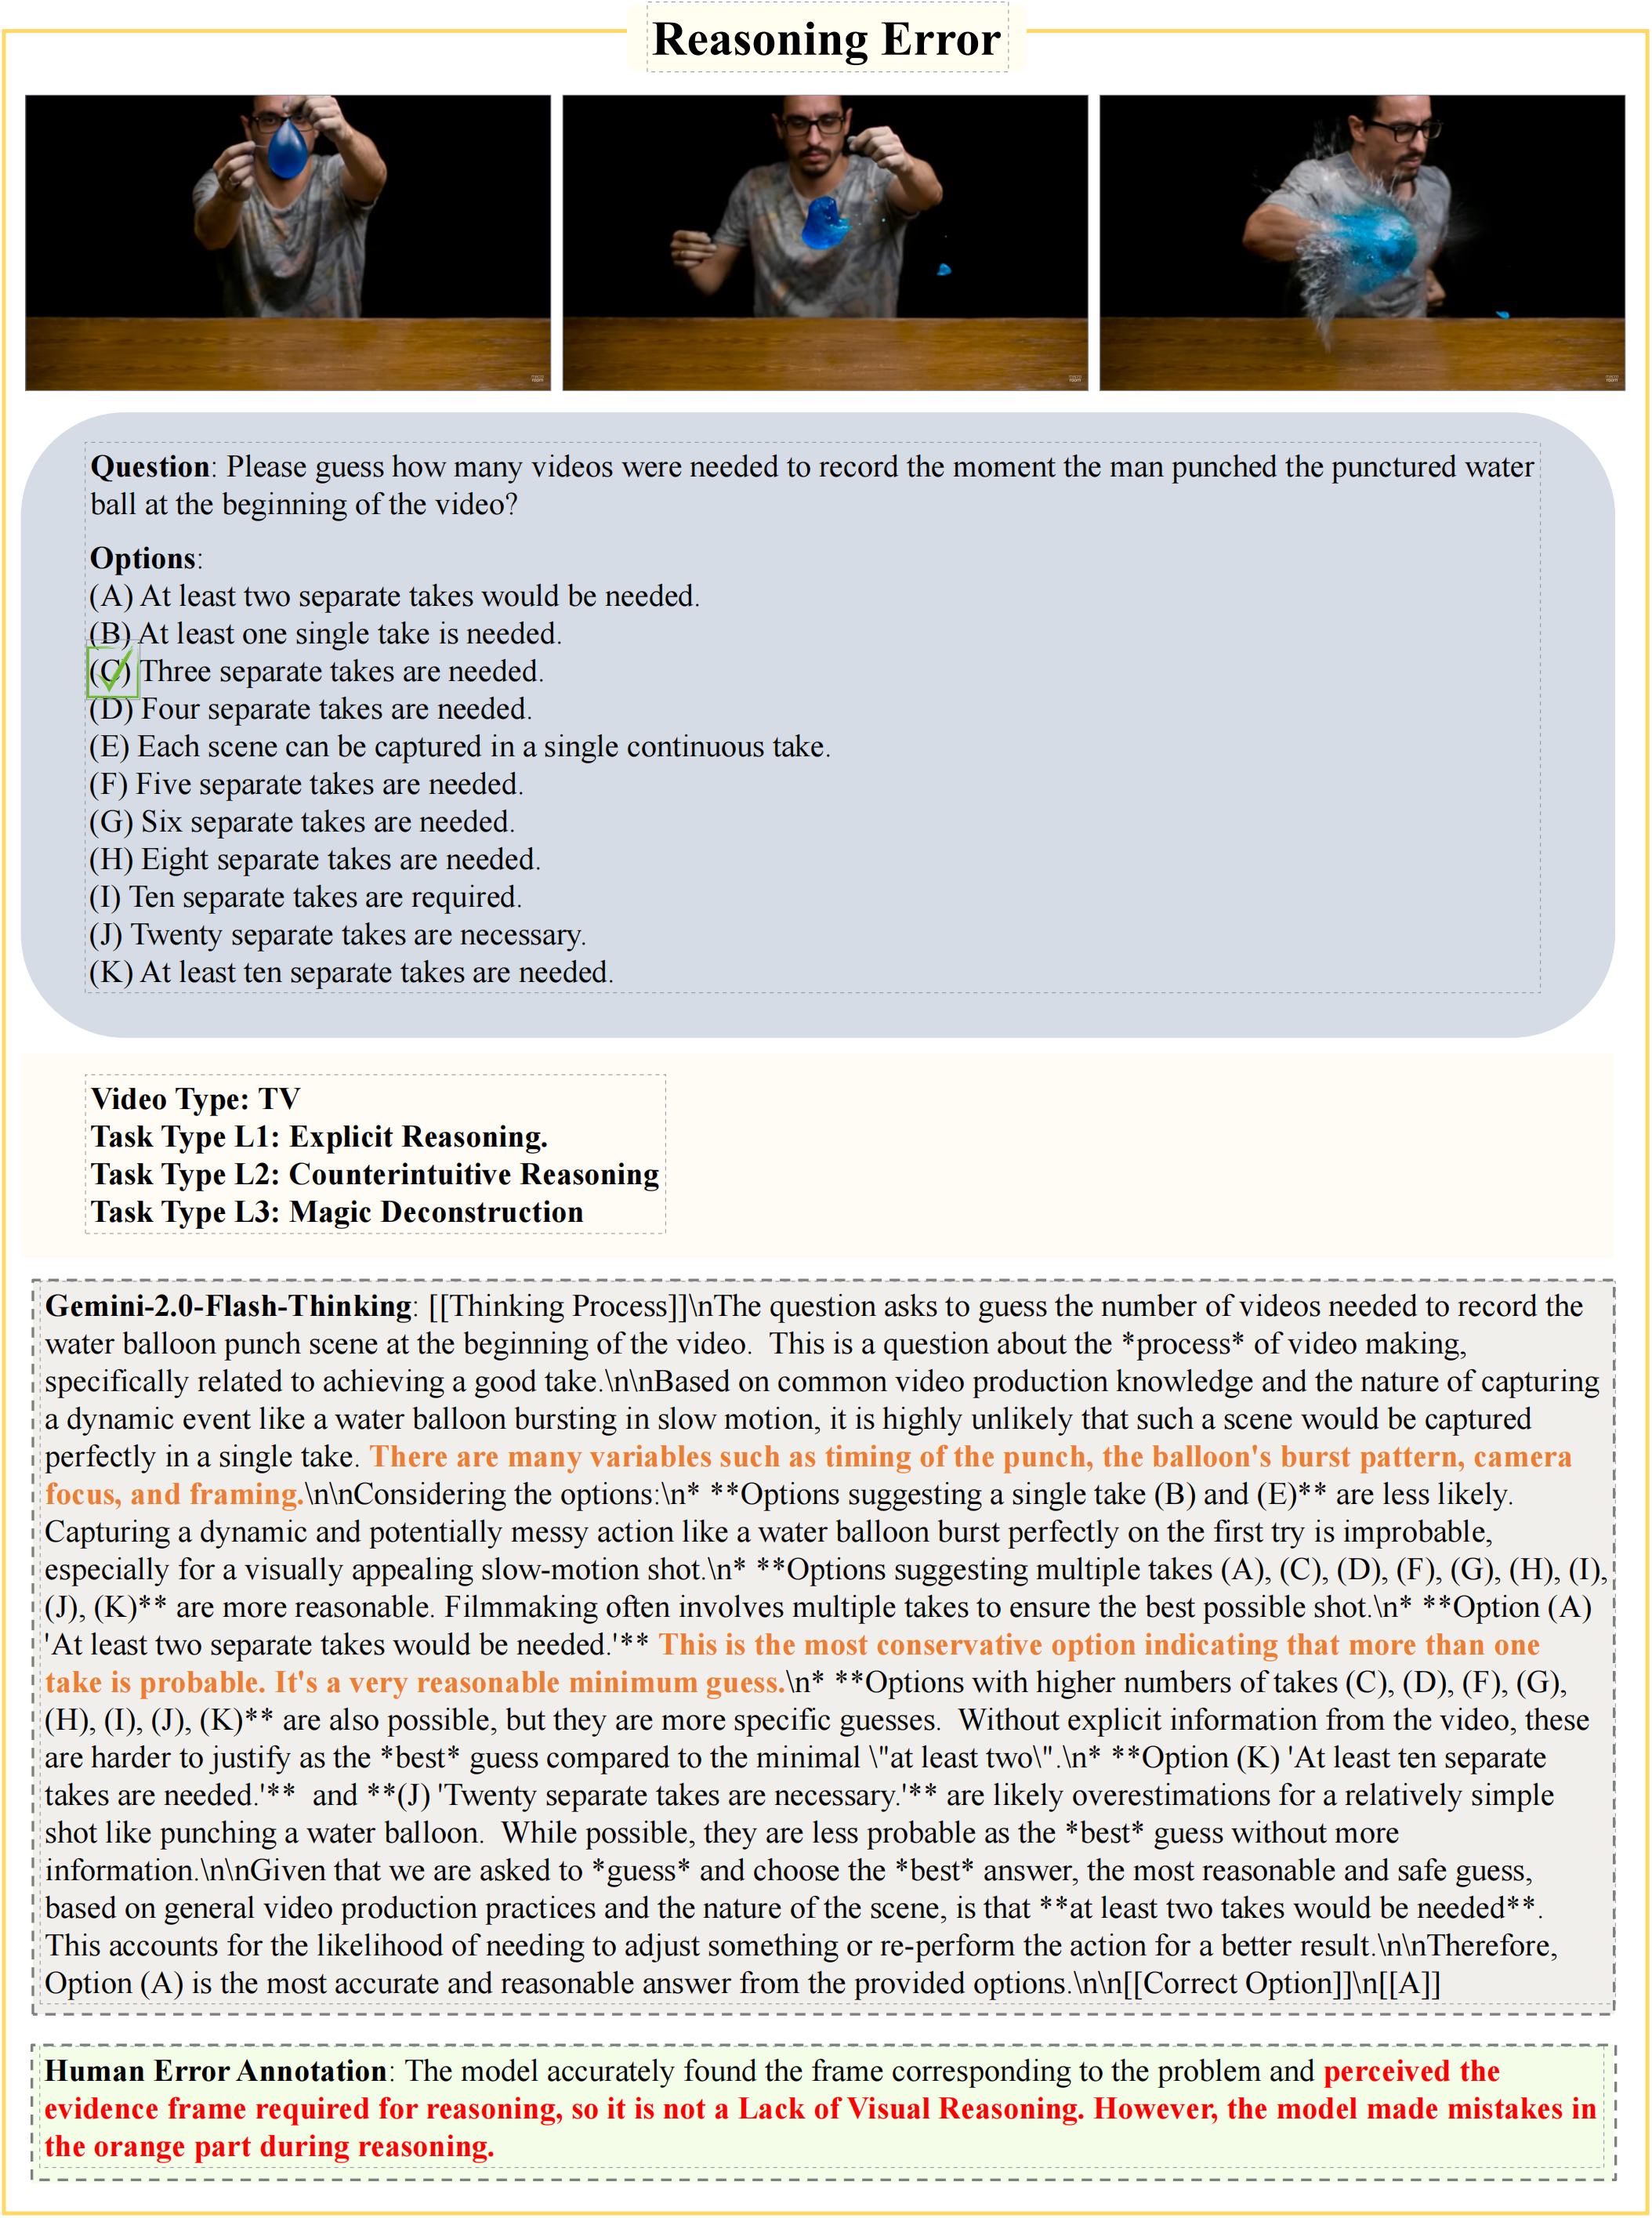 Reasoning Error
Question: Please guess how many videos were needed to record the moment the man punched the punctured water
ball at the beginning of the video?
Options:
(A) At least two separate takes would be needed.
(B) At least one single take is needed.
(C) Three separate takes are needed.
(D) Four separate takes are needed.
(E) Each scene can be captured in a single continuous take.
(F) Five separate takes are needed.
(G) Six separate takes are needed.
(H) Eight separate takes are needed.
(I) Ten separate takes are required.
(J) Twenty separate takes are necessary.
(K) At least ten separate takes are needed.
Video Type: TV
Task Type L1: Explicit Reasoning.
Task Type L2: Counterintuitive Reasoning
Task Type L3: Magic Deconstruction
Gemini-2.0-Flash-Thinking: [[Thinking Process]]\nThe question asks to guess the number of videos needed to record the
water balloon punch scene at the beginning of the video.  This is a question about the *process* of video making,
specifically related to achieving a good take.\n\nBased on common video production knowledge and the nature of capturing
a dynamic event like a water balloon bursting in slow motion, it is highly unlikely that such a scene would be captured
perfectly in a single take. There are many variables such as timing of the punch, the balloon's burst pattern, camera
focus, and framing.\n\nConsidering the options:\n* **Options suggesting a single take (B) and (E)** are less likely.
Capturing a dynamic and potentially messy action like a water balloon burst perfectly on the first try is improbable,
especially for a visually appealing slow-motion shot.\n* **Options suggesting multiple takes (A), (C), (D), (F), (G), (H), (I),
(J), (K)** are more reasonable. Filmmaking often involves multiple takes to ensure the best possible shot.\n* **Option (A)
'At least two separate takes would be needed.'** This is the most conservative option indicating that more than one
take is probable. It's a very reasonable minimum guess.\n* **Options with higher numbers of takes (C), (D), (F), (G),
(H), (I), (J), (K)** are also possible, but they are more specific guesses.  Without explicit information from the video, these
are harder to justify as the *best* guess compared to the minimal \"at least two\".\n* **Option (K) 'At least ten separate
takes are needed.'**  and **(J) 'Twenty separate takes are necessary.'** are likely overestimations for a relatively simple
shot like punching a water balloon.  While possible, they are less probable as the *best* guess without more
information.\n\nGiven that we are asked to *guess* and choose the *best* answer, the most reasonable and safe guess,
based on general video production practices and the nature of the scene, is that **at least two takes would be needed**.
This accounts for the likelihood of needing to adjust something or re-perform the action for a better result.\n\nTherefore,
Option (A) is the most accurate and reasonable answer from the provided options.\n\n[[Correct Option]]\n[[A]]
Human Error Annotation: The model accurately found the frame corresponding to the problem and perceived the
evidence frame required for reasoning, so it is not a Lack of Visual Reasoning. However, the model made mistakes in
the orange part during reasoning.